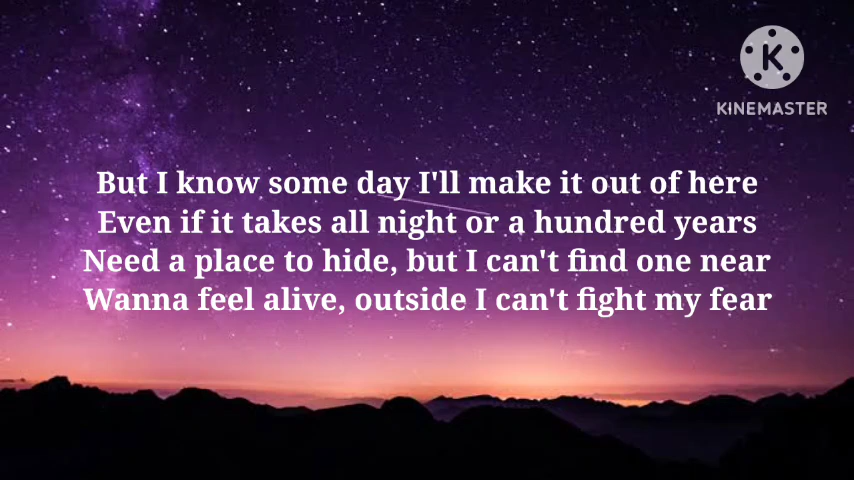 K
KINEMASTER
But I know some day I'll make it out of here
Even if it takes all night or a hundred years
Need a place to hide, but I can't find one near
Wanna feel alive, outside I can't fight my fear